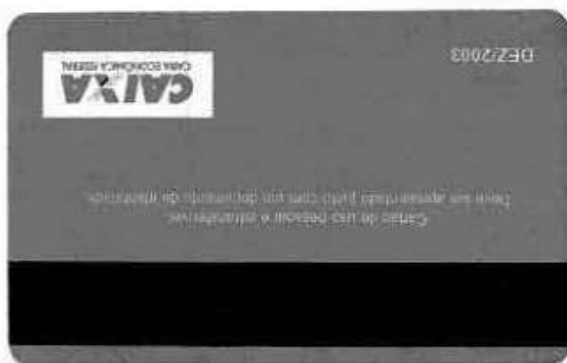 Cartão de uso pessoal e intransferível.
Deve ser apresentado junto com um documento de identidade.
DEZ/2003
CAIXA
CAIXA ECONÔMICA FEDERAL